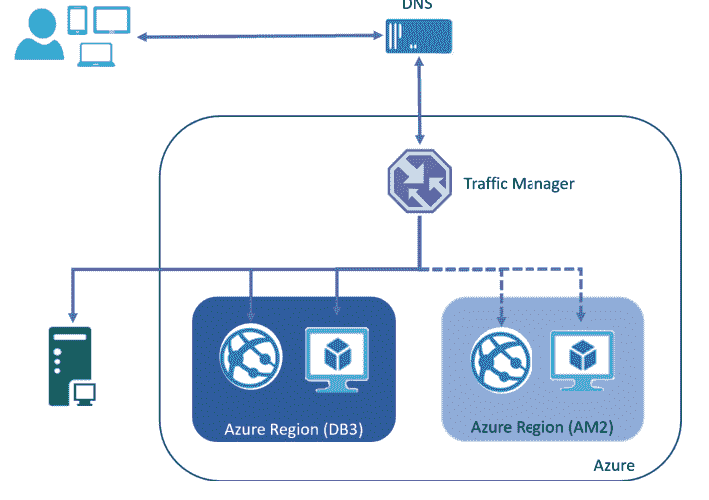 DNS
Traffic Manager
Azure Region (DB3)
Azure Region (AM2)
Azure